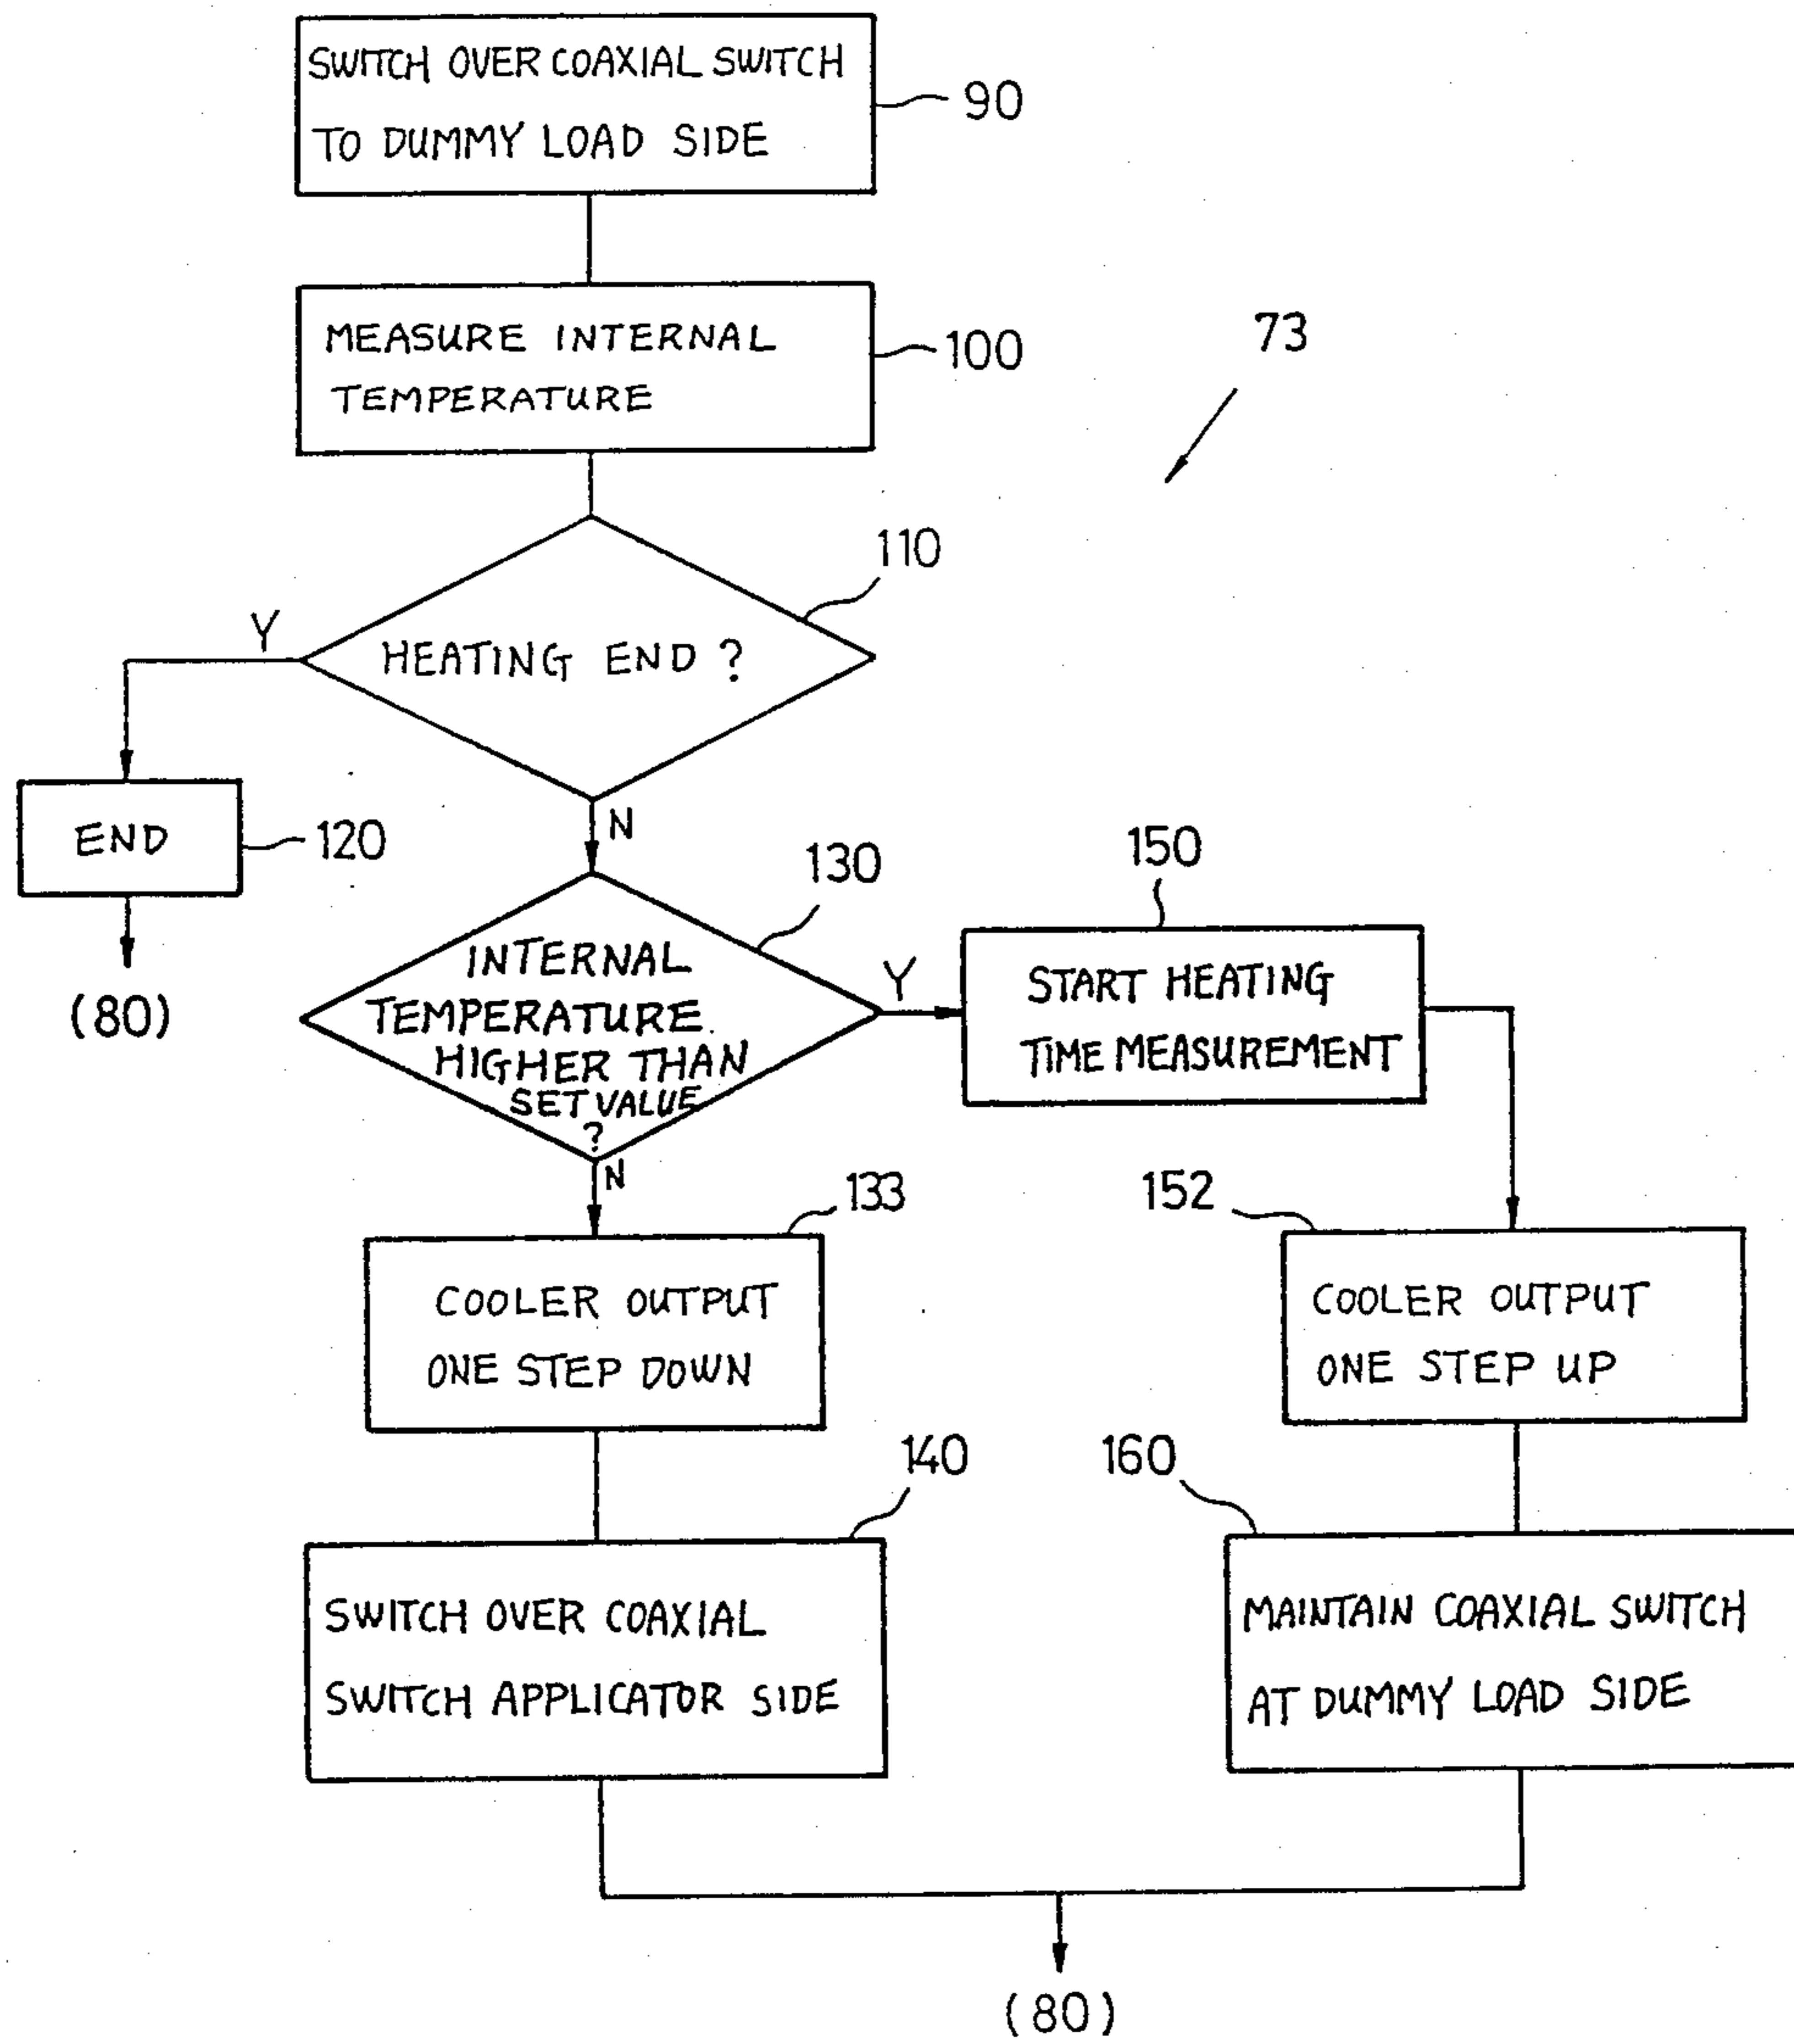 SWITCH OVER COAXIAL SWITCH
TO DUMMY LOAD SIDE
90
MEASURE INTERNAL
TEMPERATURE
100
73
110
Y
HEATING END ?
N
END
120
(80)
130
INTERNAL
TEMPERATURE
HIGHER THAN
SET VALUE
?
Y
150
START HEATING
TIME MEASUREMENT
N
133
COOLER OUTPUT
ONE STEP DOWN
152
COOLER OUTPUT
ONE STEP UP
140
SWITCH OVER COAXIAL
SWITCH APPLICATOR SIDE
160
MAINTAIN COAXIAL SWITCH
AT DUMMY LOAD SIDE
(80)